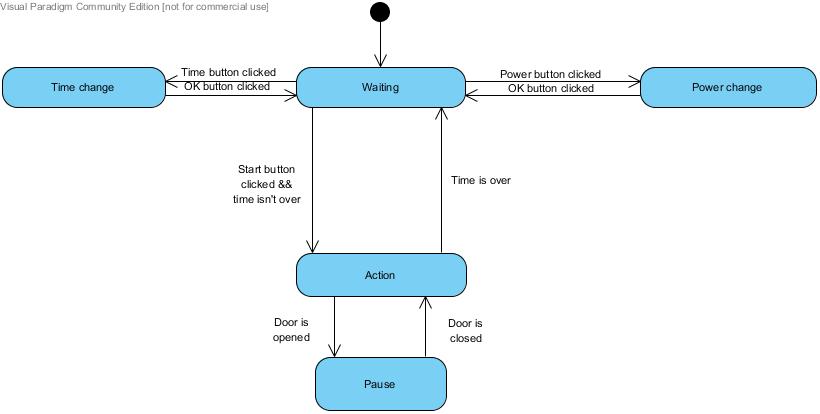 Visual Paradigm Community Edition [not for commercial use]
Time change
Time button clicked
OK button clicked
Waiting
Power button clicked
OK button clicked
Power change
Start button
clicked &&
time isn't over
Time is over
Action
Door is
opened
Door is
closed
Pause